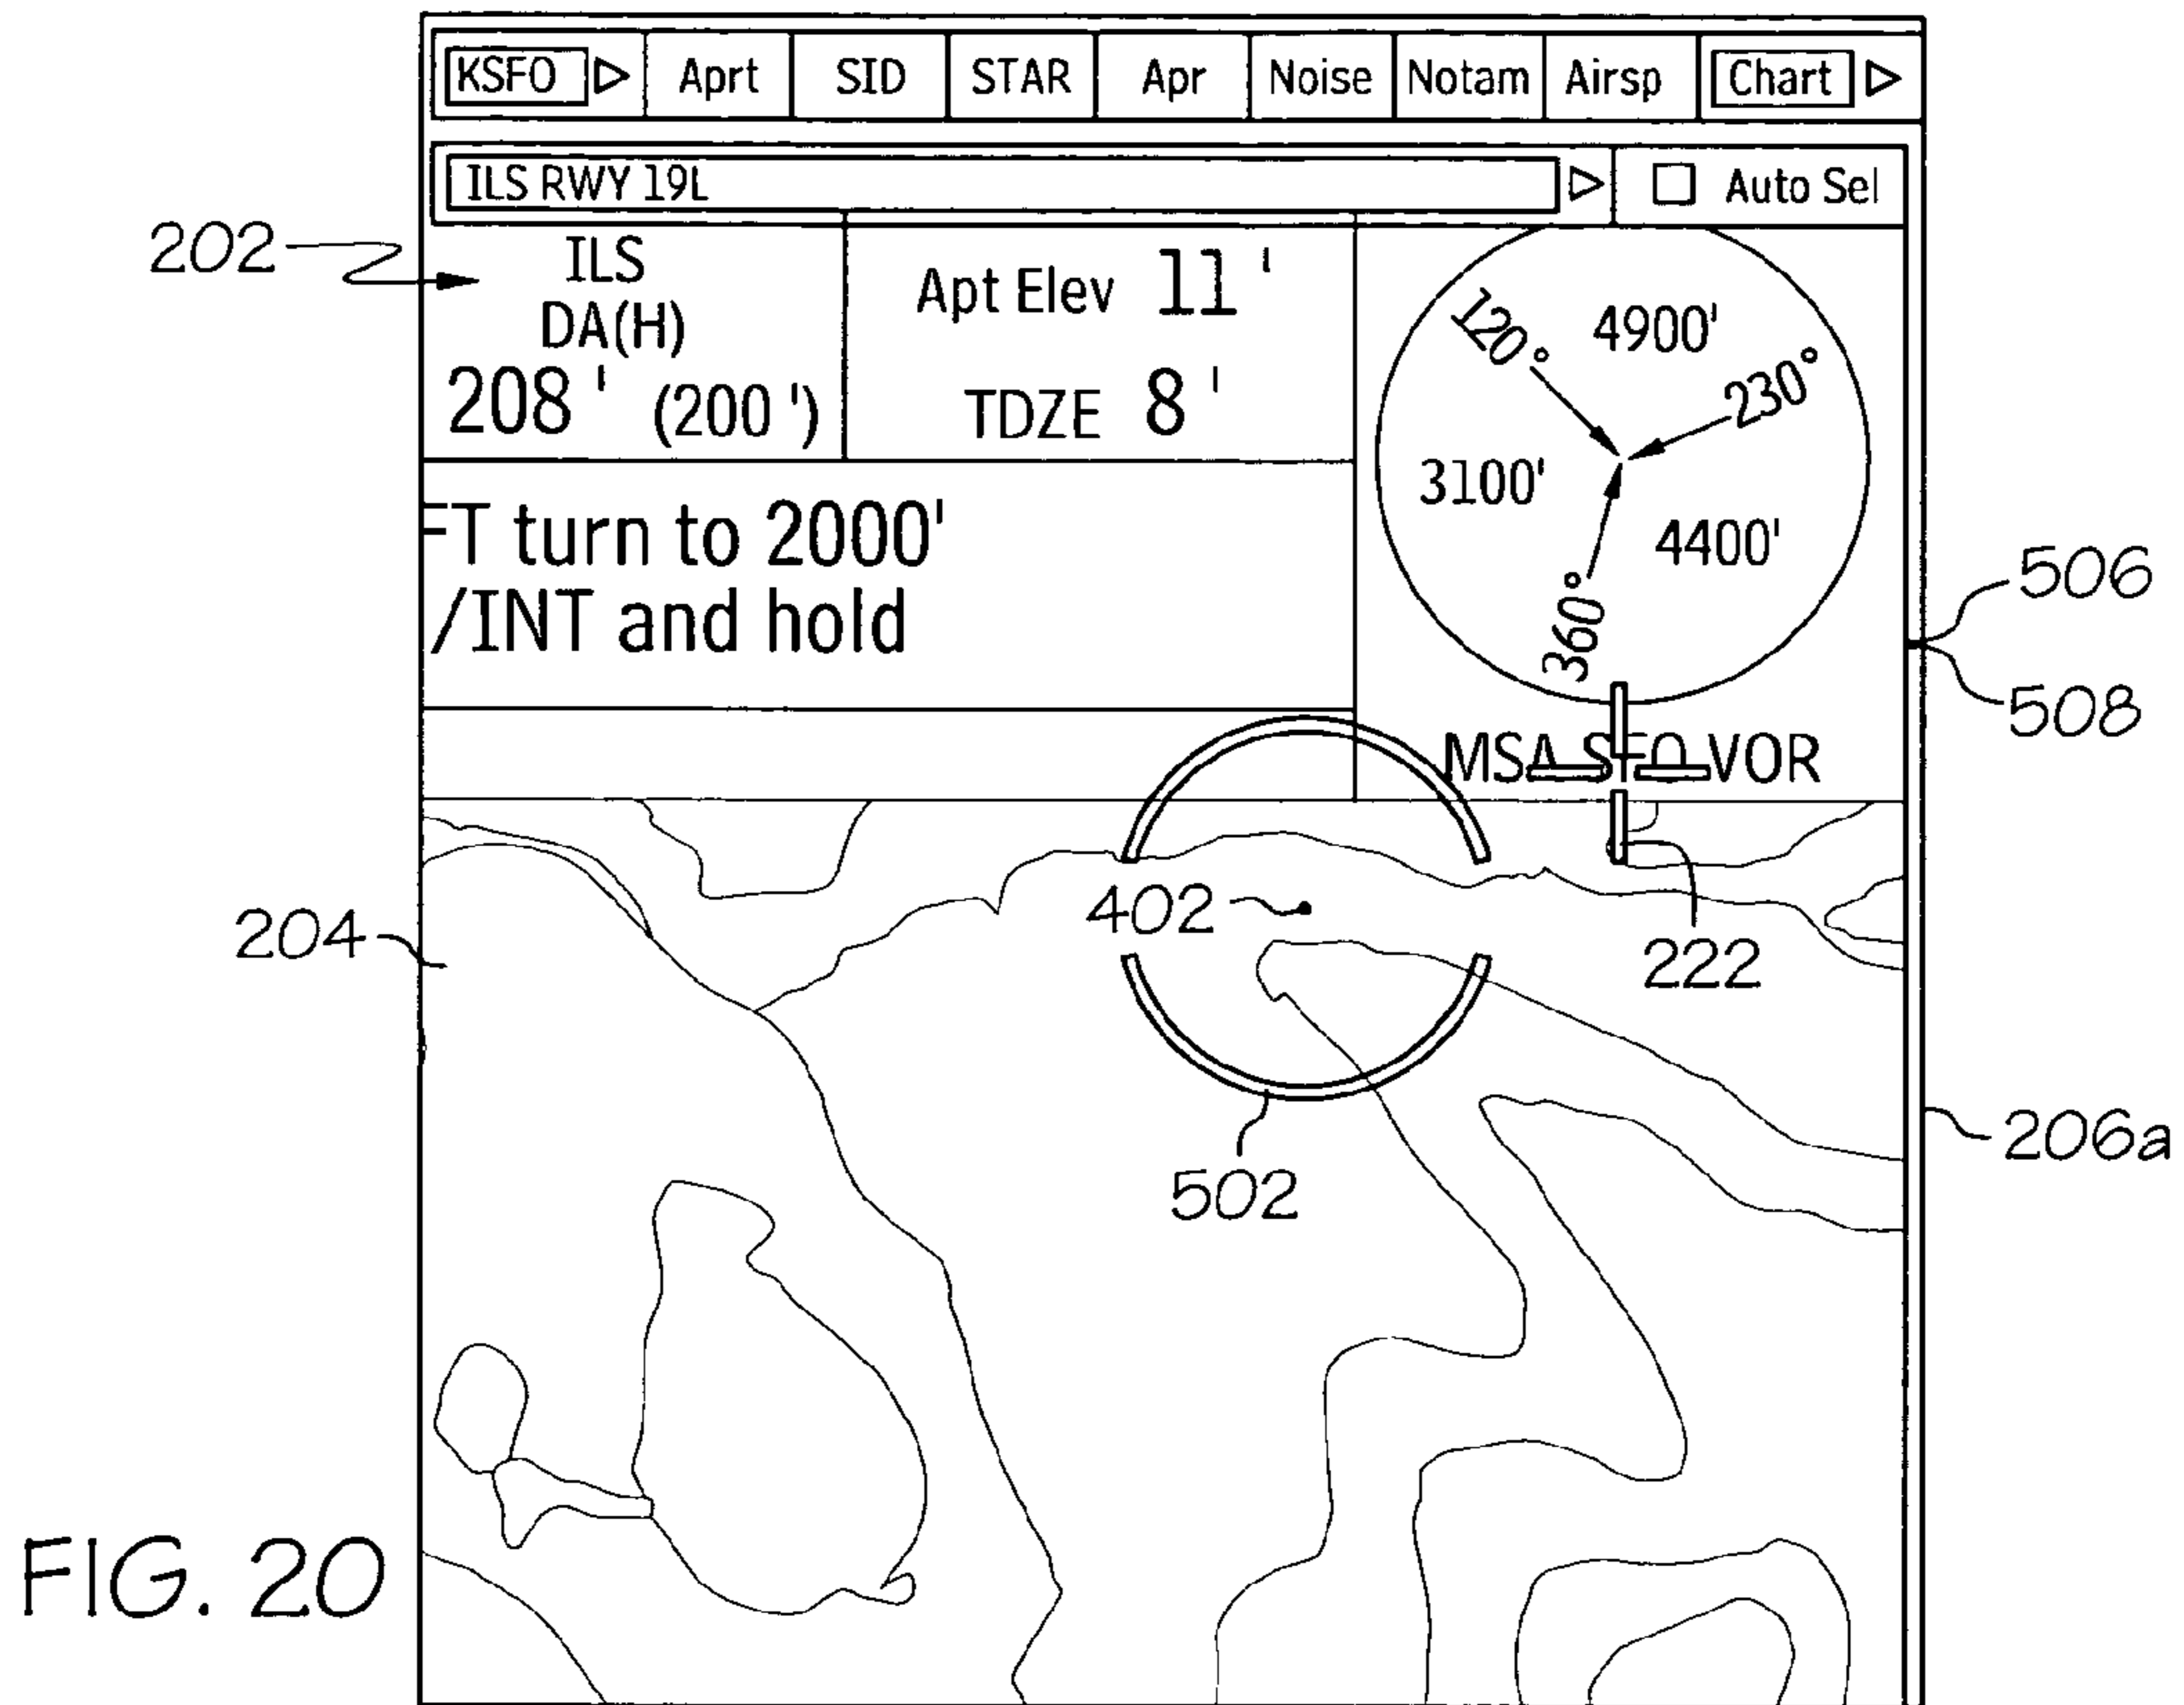 KSFO Aprt SID STAR Apr Noise Notam Airsp Chart
ILS RWY 19L Auto Sel
202
ILS
DA(H)
208' (200')
Apt Elev 11'
TDZE 8'
120°
4900'
230°
3100'
4400'
360°
MSA SFO VOR
FT turn to 2000'
/INT and hold
506
508
402
222
204
206a
502
FIG. 20